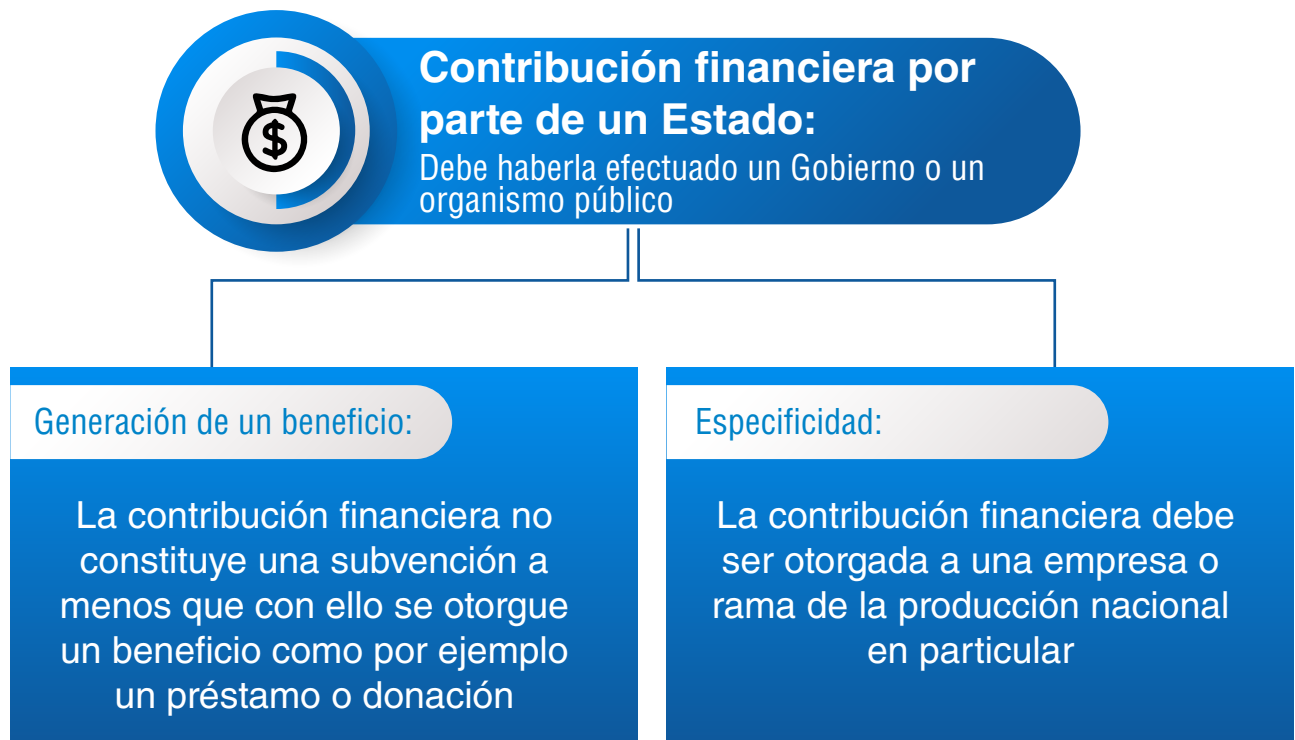 $
Contribución financiera por
parte de un Estado:
Debe haberla efectuado un Gobierno o un
organismo público
Generación de un beneficio:
La contribución financiera no
constituye una subvención a
menos que con ello se otorgue
un beneficio como por ejemplo
un préstamo o donación
Especificidad:
La contribución financiera debe
ser otorgada a una empresa o
rama de la producción nacional
en particular